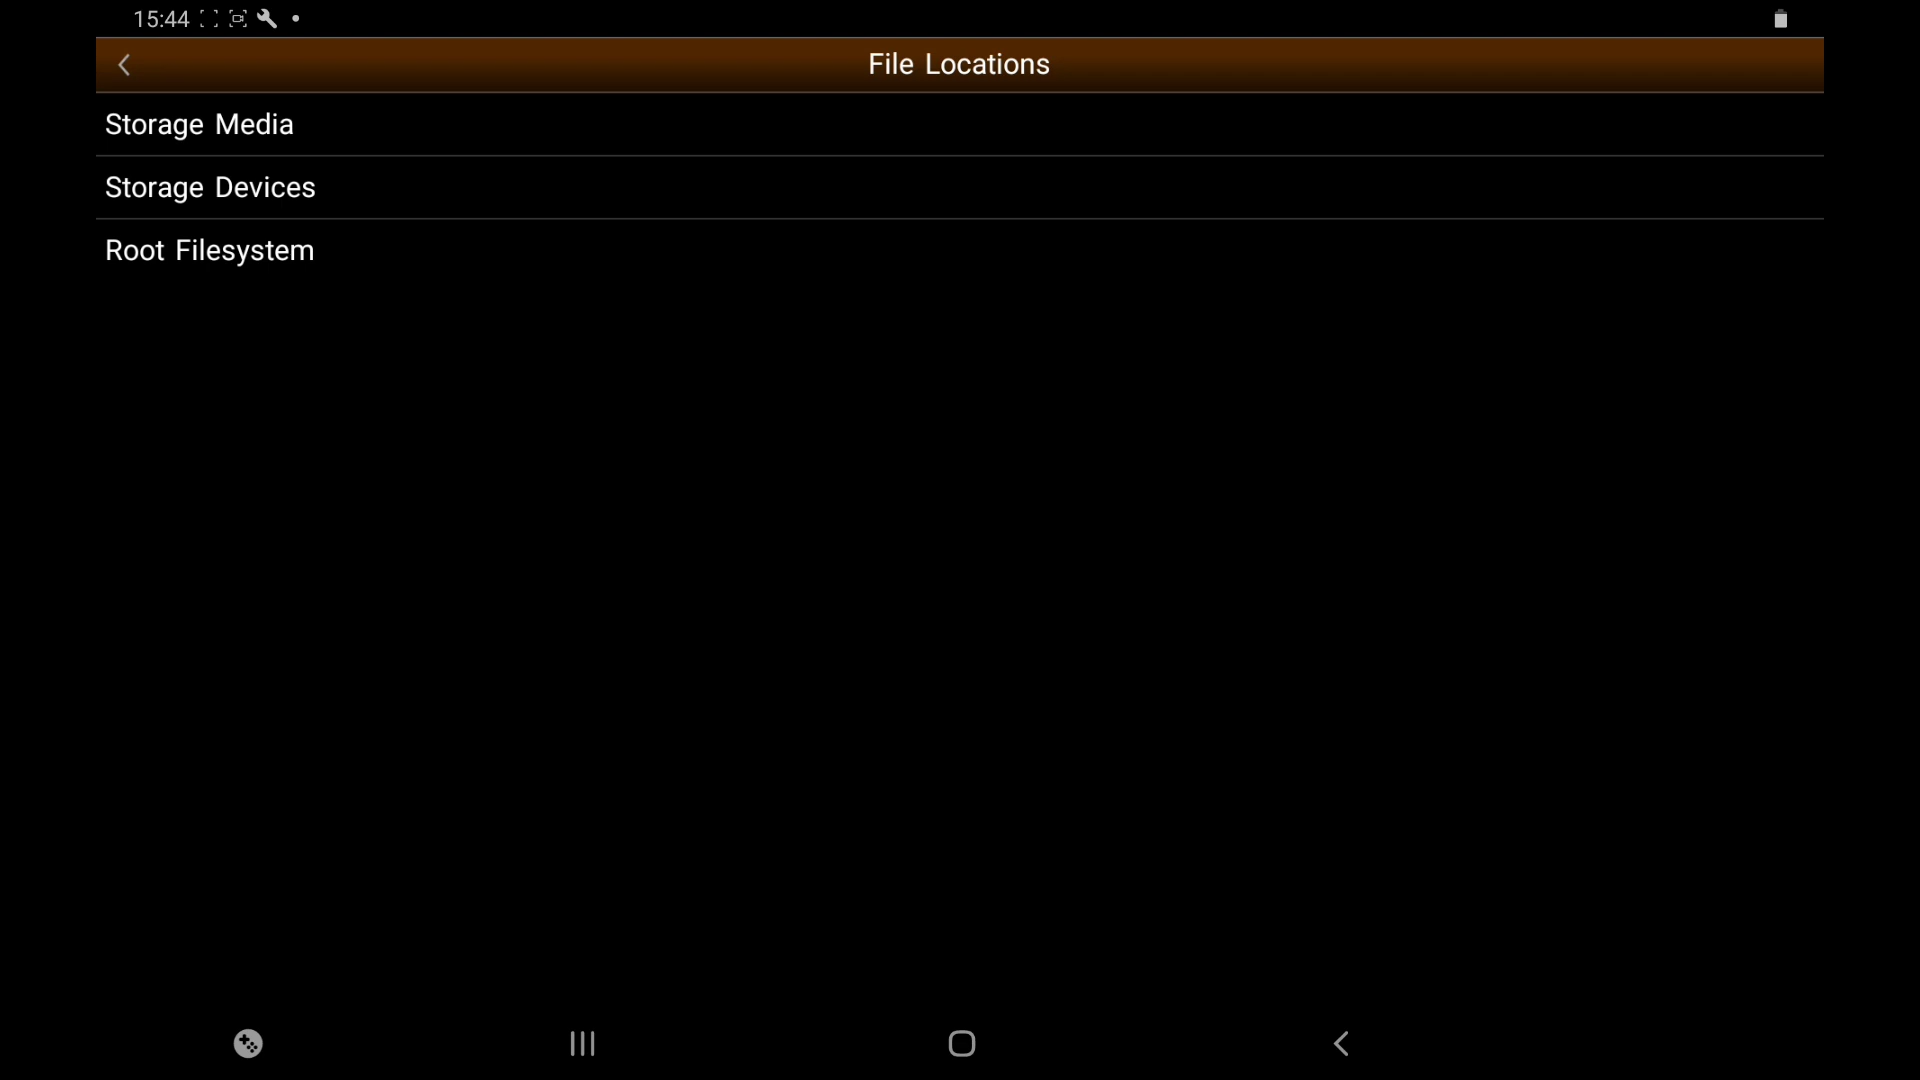 15:44
File Locations
Storage Media
Storage Devices
Root Filesystem